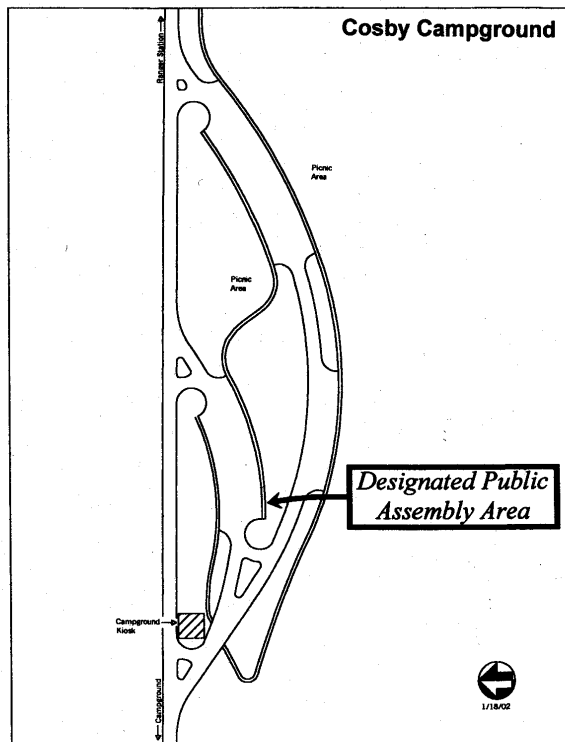 Cosby Campground
Ranger Station
Picnic
Area
Picnic
Area
Designated Public
Assembly Area
Campground
Kiosk
Campground
1/18/02